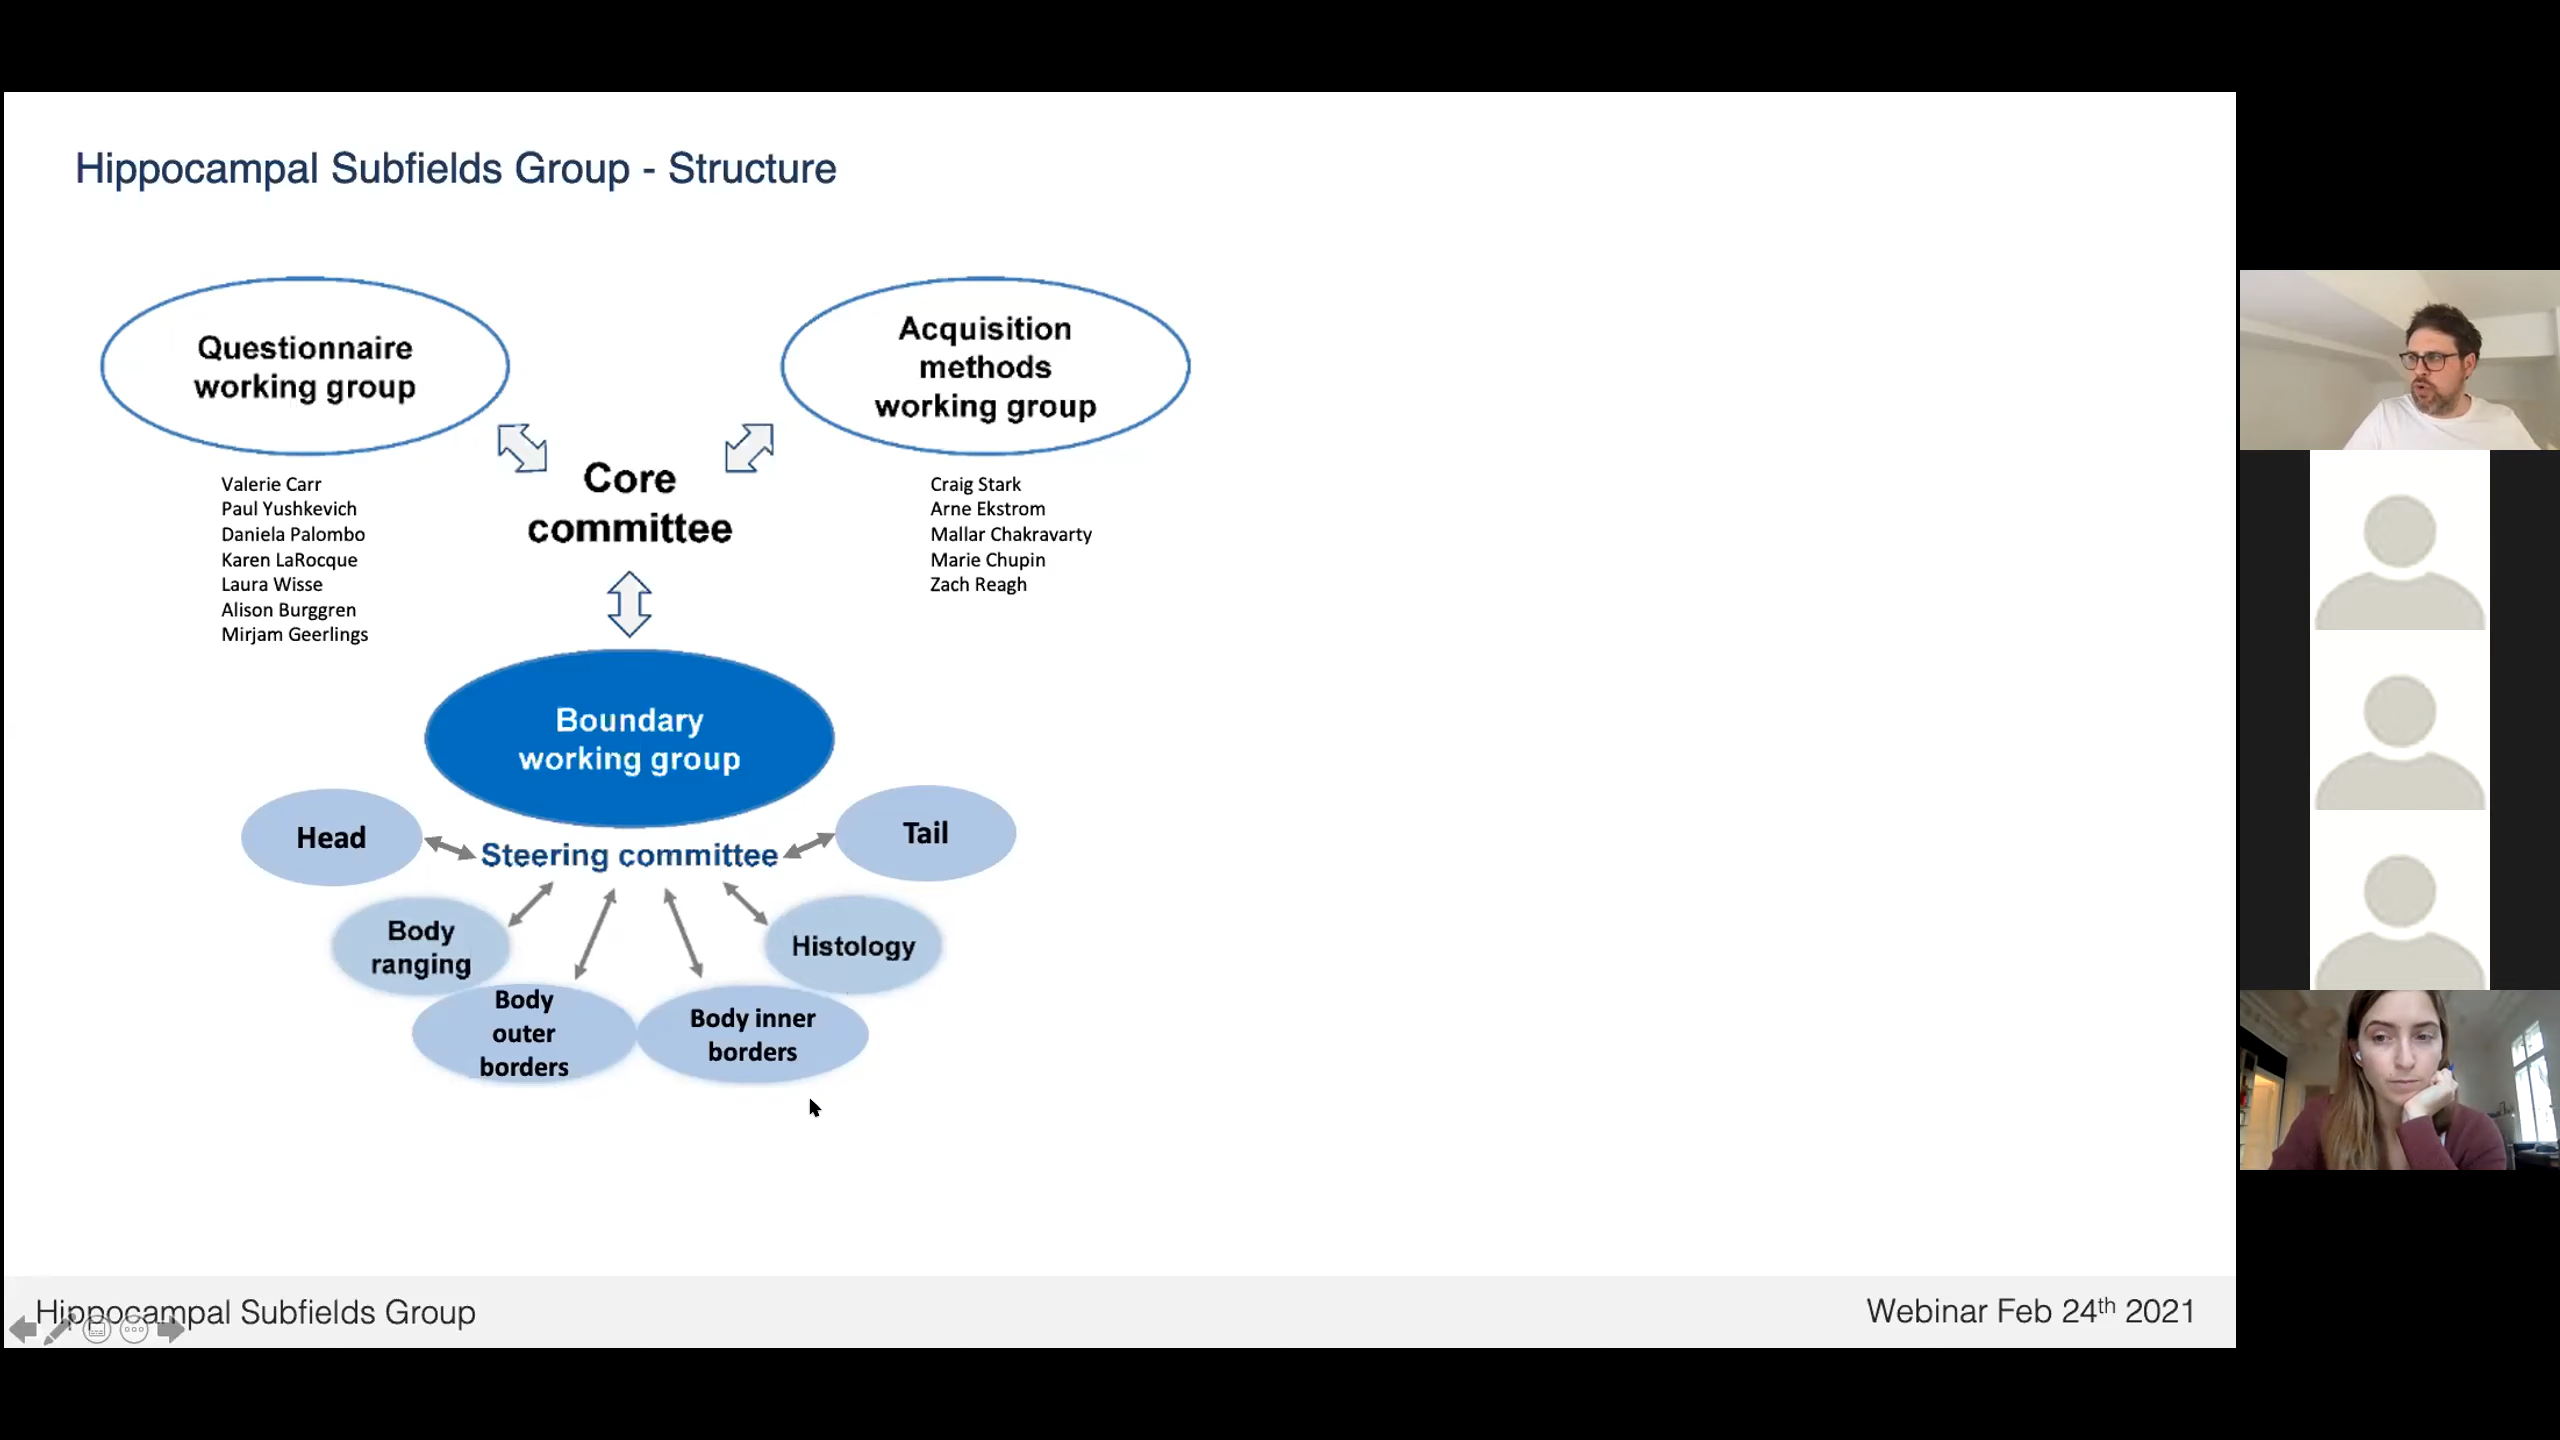 Hippocampal Subfields Group - Structure
Questionnaire
working group
Acquisition
methods
working group
Core
committee
Valerie Carr
Paul Yushkevich
Daniela Palombo
Karen LaRocque
Laura Wisse
Alison Burggren
Mirjam Geerlings
Craig Stark
Arne Ekstrom
Mallar Chakravarty
Marie Chupin
Zach Reagh
Boundary
working group
Head
Steering committee
Tail
Body
ranging
Histology
Body
outer
borders
Body inner
borders
Hippocampal Subfields Group
Webinar Feb 24th 2021